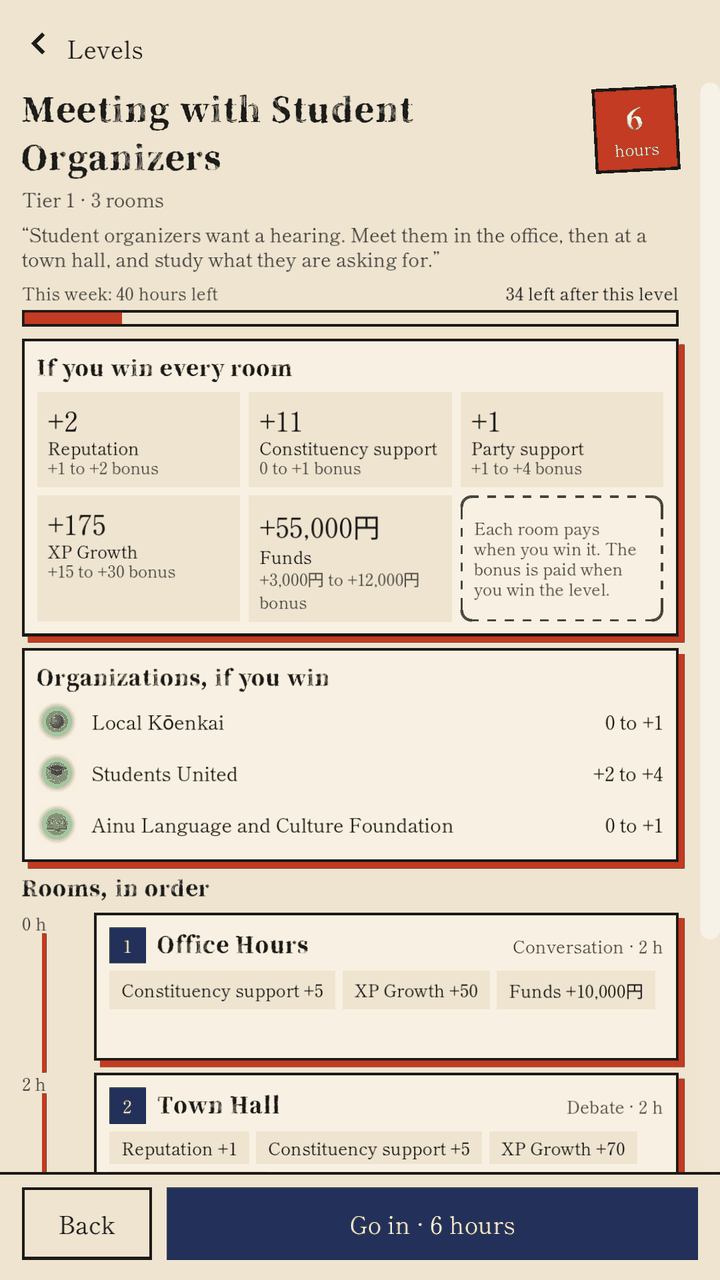 Levels
Meeting with Student
Organizers
6
hours
Tier 1 · 3 rooms
“Student organizers want a hearing. Meet them in the office, then at a
town hall, and study what they are asking for.”
This week: 40 hours left
34 left after this level
If you win every room
+2
Reputation
+1 to +2 bonus
+11
Constituency support
0 to +1 bonus
+1
Party support
+1 to +4 bonus
+175
XP Growth
+15 to +30 bonus
+55,000円
Funds
+3,000円 to +12,000円
bonus
Each room pays
when you win it. The
bonus is paid when
you win the level.
Organizations, if you win
Local Kōenkai
0 to +1
Students United
+2 to +4
Ainu Language and Culture Foundation
0 to +1
Rooms, in order
0 h
1
Office Hours
Conversation · 2 h
Constituency support +5
XP Growth +50
Funds +10,000円
2 h
2
Town Hall
Debate · 2 h
Reputation +1
Constituency support +5
XP Growth +70
Back
Go in · 6 hours